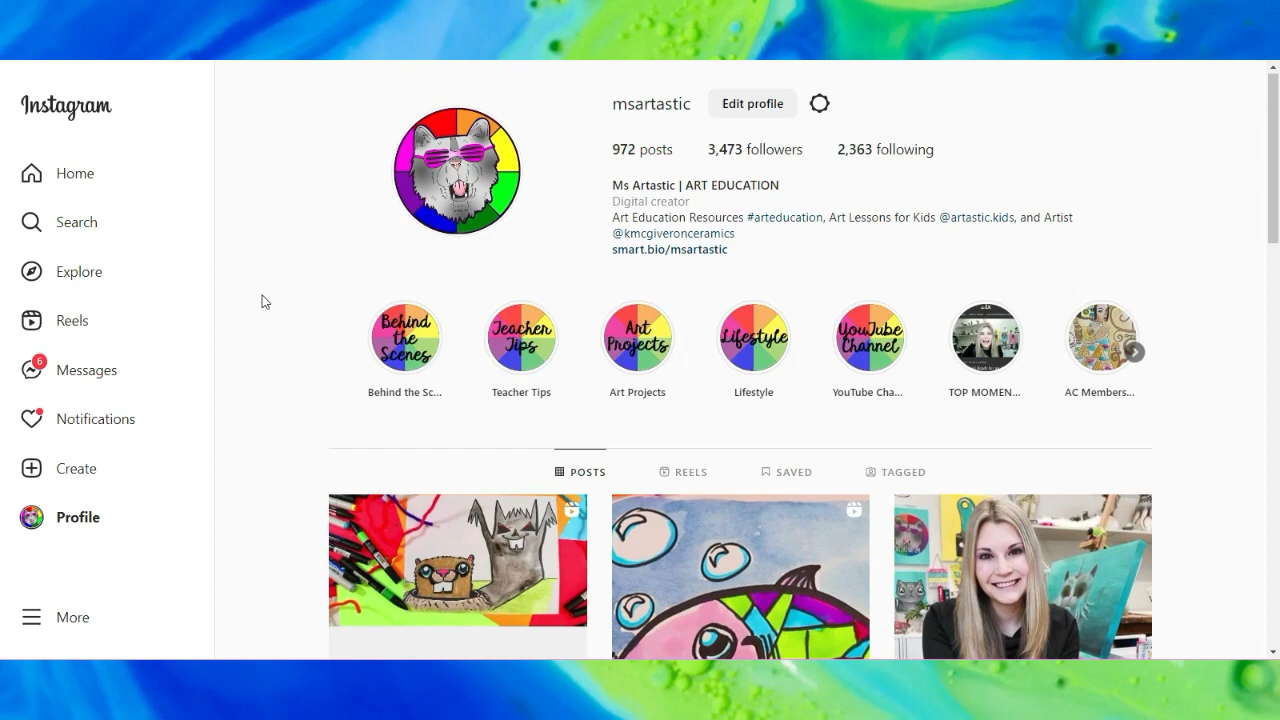 Instagram
Home
Search
Explore
Reels
6
Messages
Notifications
Create
Profile
More
msartastic
Edit profile
972 posts 3,473 followers 2,363 following
Ms Artastic | ART EDUCATION
Digital creator
Art Education Resources #arteducation, Art Lessons for Kids @artastic.kids, and Artist
@kmcgiveronceramics
smart.bio/msartastic
Behind
the
Scenes
Teacher
Tips
Art
Projects
Lifestyle
YouTube
Channel
Behind the Sc...
Teacher Tips
Art Projects
Lifestyle
YouTube Cha...
TOP MOMEN...
AC Members...
POSTS
REELS
SAVED
TAGGED